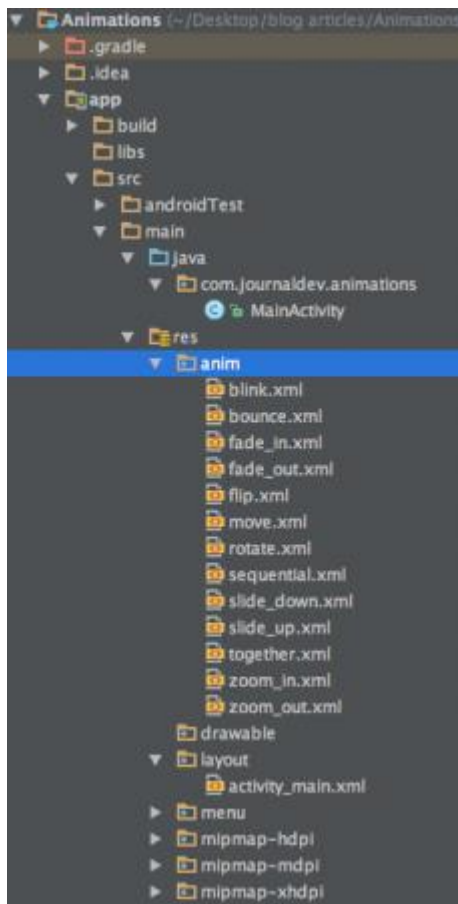 Animations (~/Desktop/blog articles/Animations
.gradle
.idea
app
build
libs
src
androidTest
main
java
com.journaldev.animations
MainActivity
res
anim
blink.xml
bounce.xml
fade_in.xml
fade_out.xml
flip.xml
move.xml
rotate.xml
sequential.xml
slide_down.xml
slide_up.xml
together.xml
zoom_in.xml
zoom_out.xml
drawable
layout
activity_main.xml
menu
mipmap-hdpi
mipmap-mdpi
mipmap-xhdpi